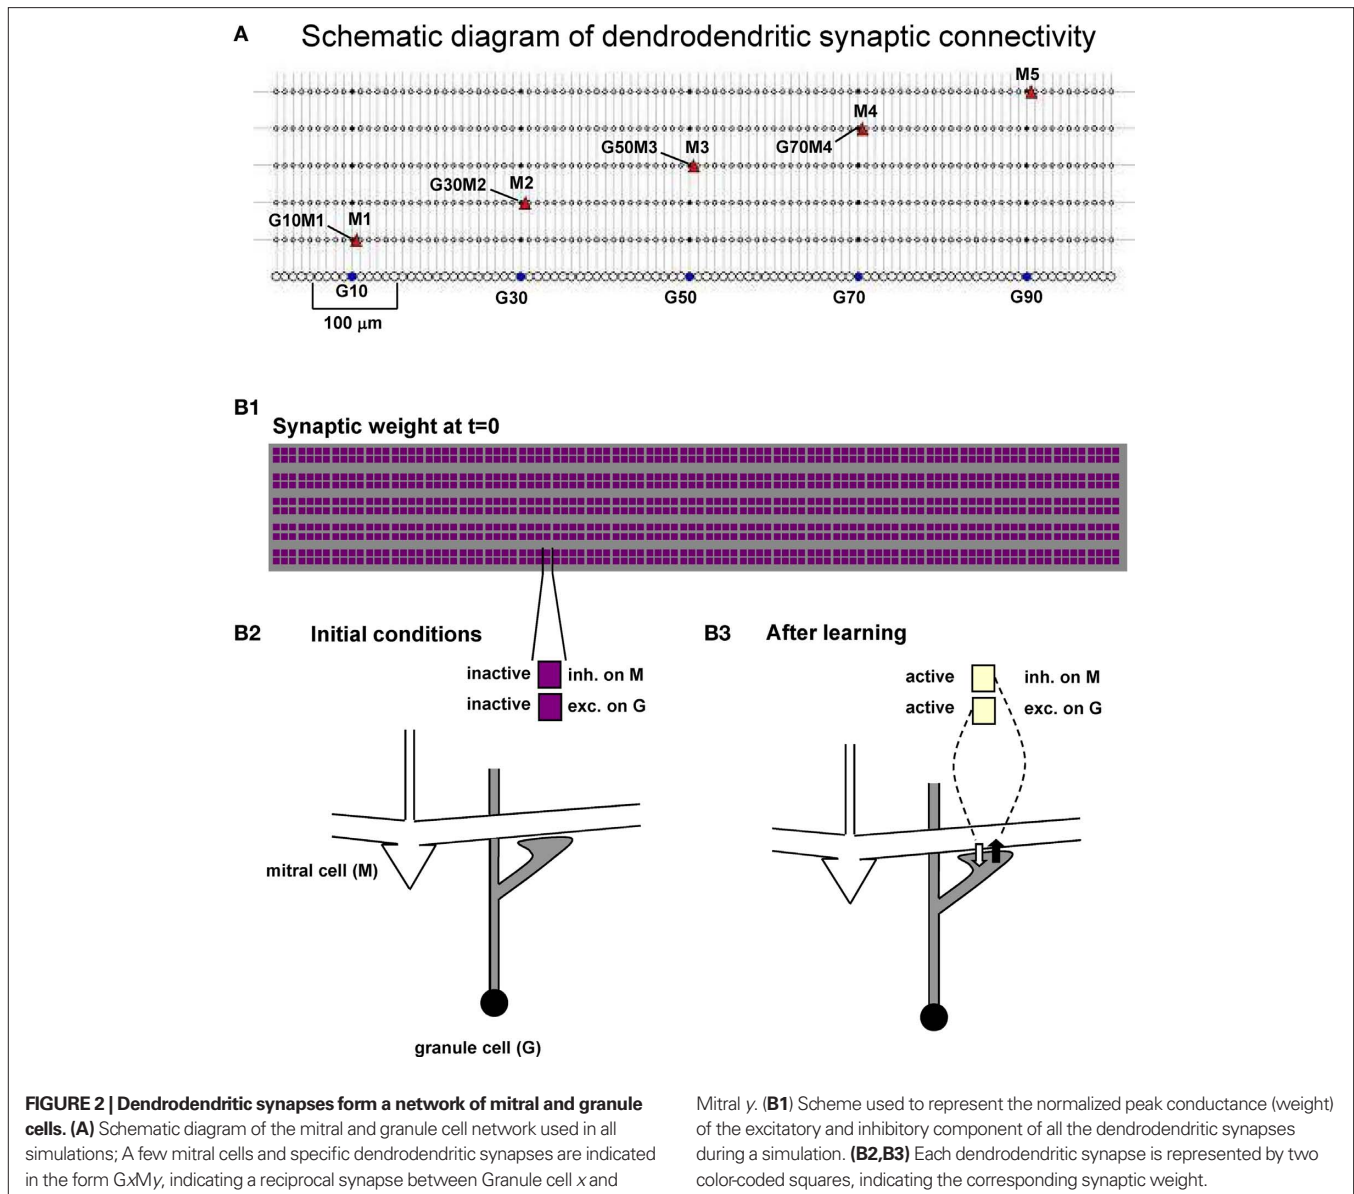 A
Schematic diagram of dendrodendritic synaptic connectivity
M5
M4
G70M4
G50M3 M3
G30M2 M2
G10M1 M1
G10
G30
G50
G70
G90
100 µm
B1
Synaptic weight at t=0
B2 Initial conditions
inactive inh. on M
inactive exc. on G
mitral cell (M)
granule cell (G)
B3 After learning
active inh. on M
active exc. on G
FIGURE 2 | Dendrodendritic synapses form a network of mitral and granule
cells. (A) Schematic diagram of the mitral and granule cell network used in all
simulations; A few mitral cells and specific dendrodendritic synapses are indicated
in the form GxMy, indicating a reciprocal synapse between Granule cell x and
Mitral y. (B1) Scheme used to represent the normalized peak conductance (weight)
of the excitatory and inhibitory component of all the dendrodendritic synapses
during a simulation. (B2,B3) Each dendrodendritic synapse is represented by two
color-coded squares, indicating the corresponding synaptic weight.